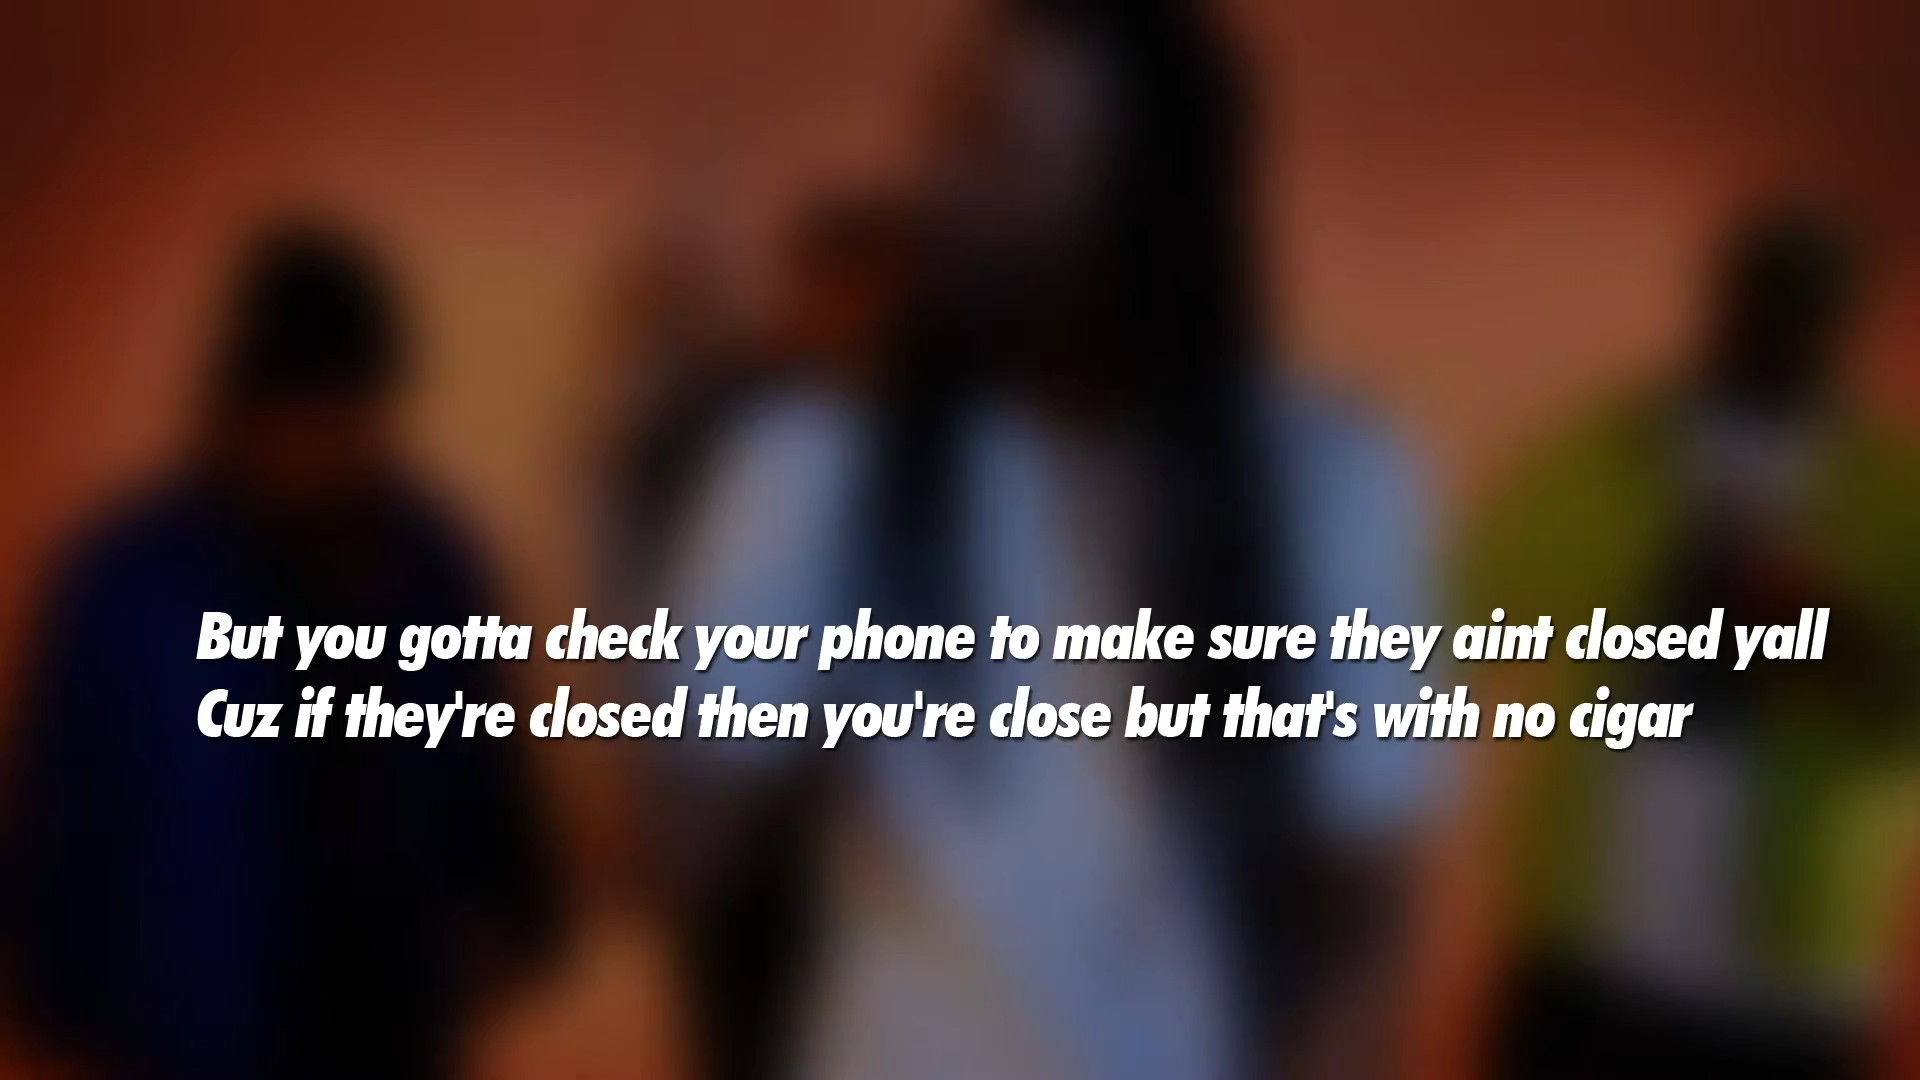 But you gotta check your phone to make sure they aint closed yall
Cuz if they're closed then you're close but that's with no cigar